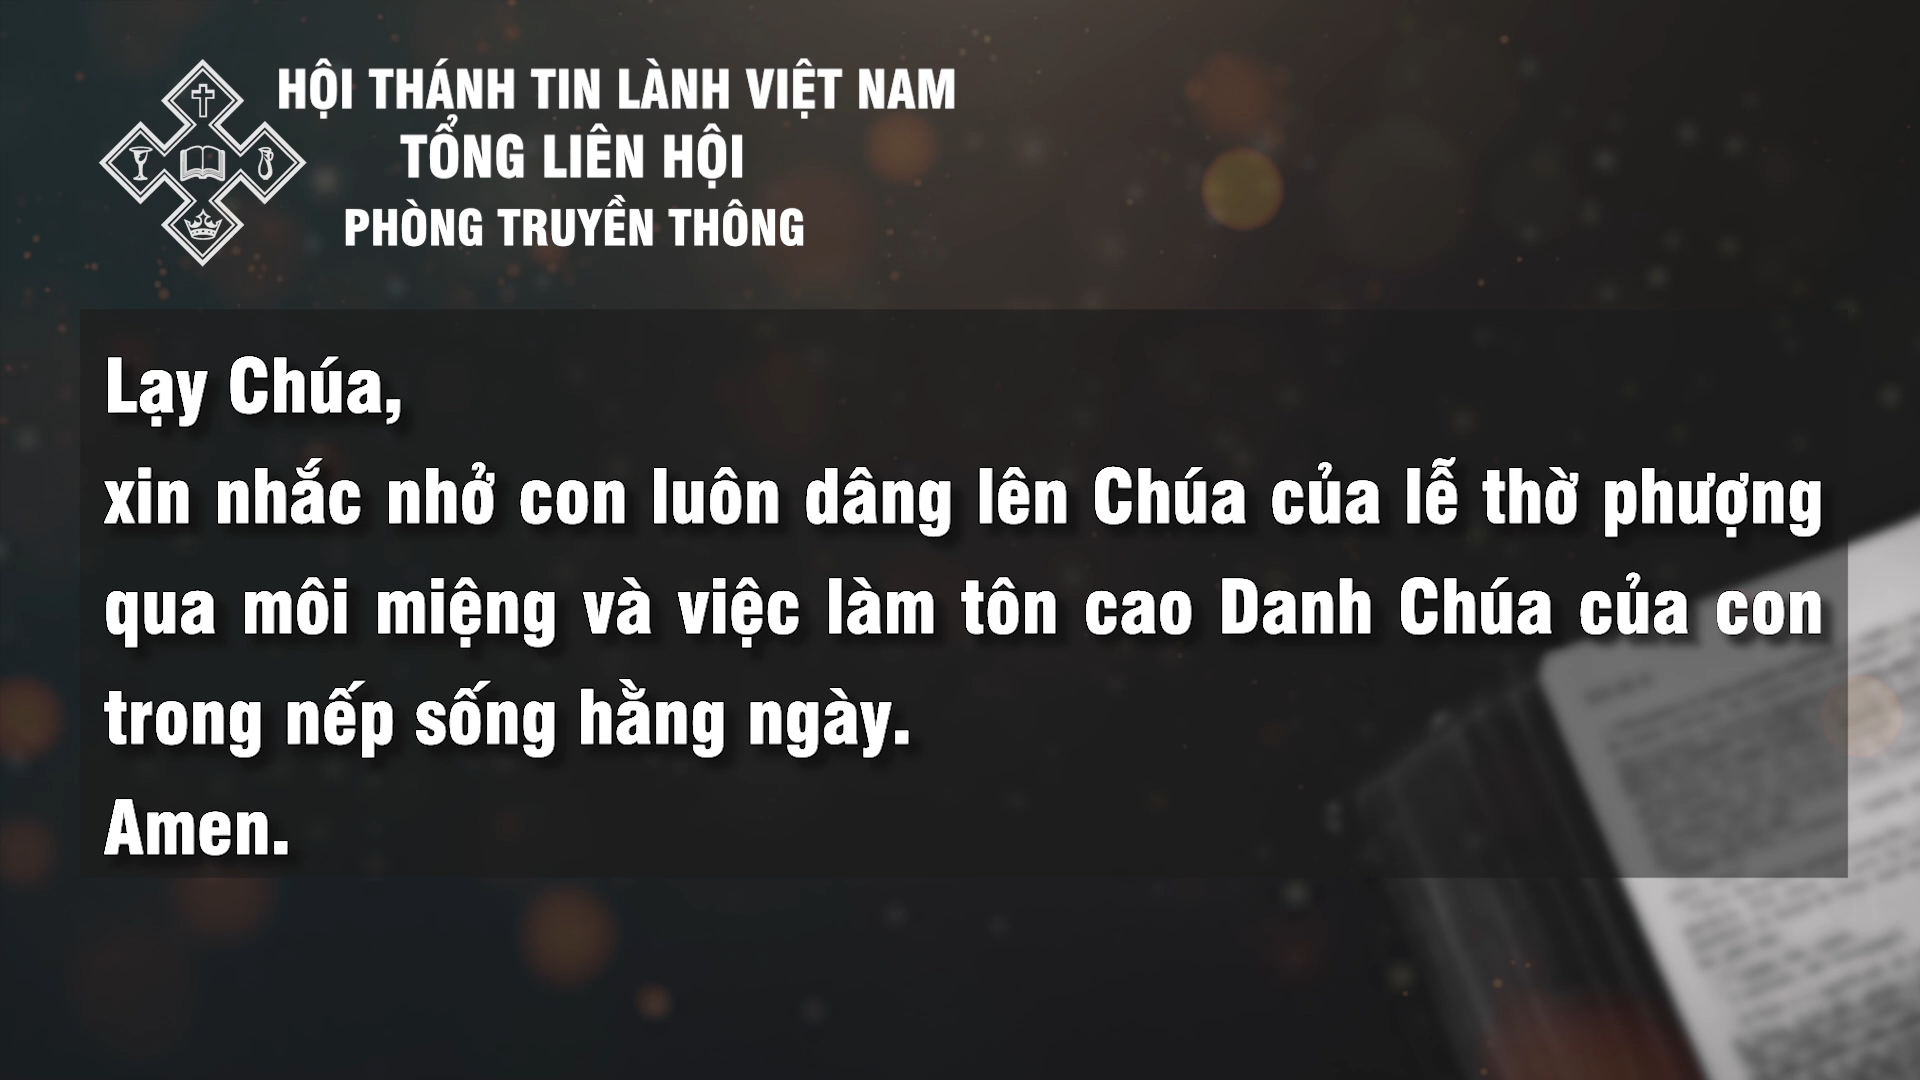 HỘI THÁNH TIN LÀNH VIỆT NAM
TỔNG LIÊN HỘI
PHÒNG TRUYỀN THÔNG
Lạy Chúa,
xin nhắc nhở con luôn dâng lên Chúa của lễ thờ phượng
qua môi miệng và việc làm tôn cao Danh Chúa của con
trong nếp sống hằng ngày.
Amen.